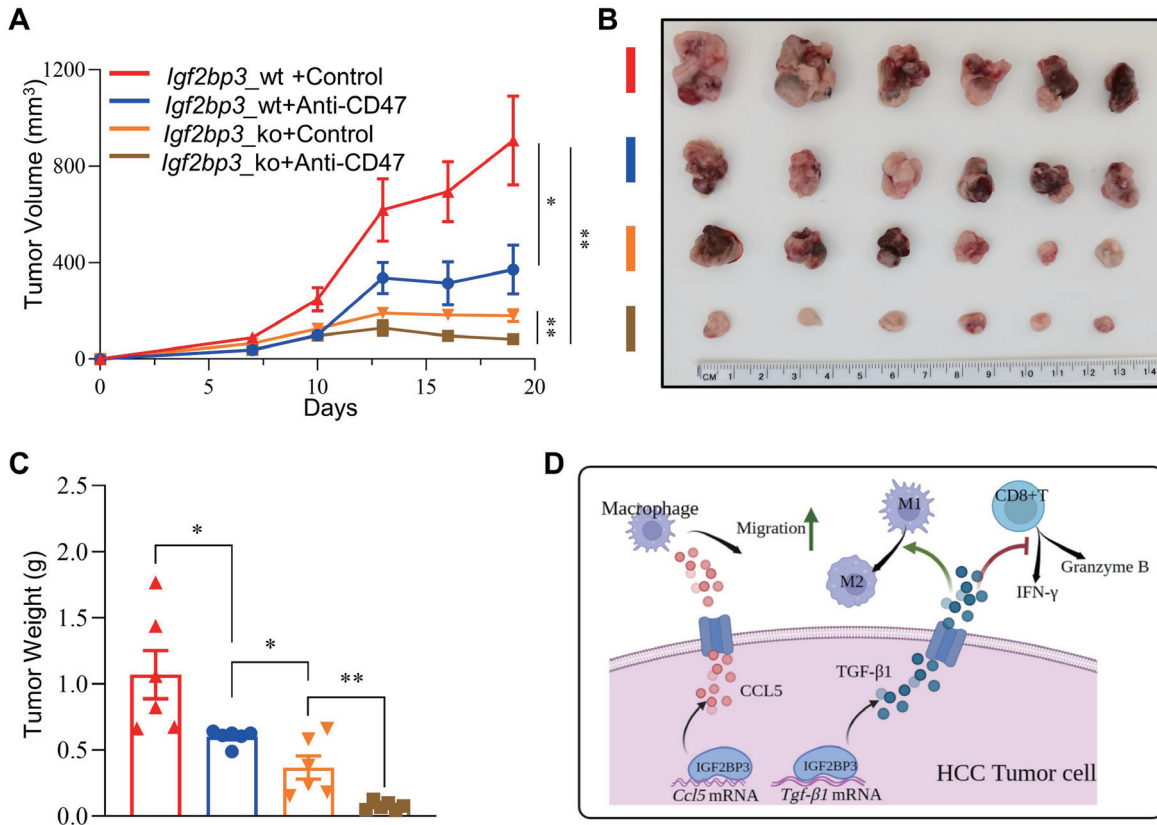 A
Tumor Volume (mm³)
1200
800
400
0
Igf2bp3_wt +Control
Igf2bp3_wt+Anti-CD47
Igf2bp3_ko+Control
Igf2bp3_ko+Anti-CD47
*
**
**
0 5 10 15 20
Days
B
CM 1 2 3 4 5 6 7 8 9 10 11 12 13 14
C
Tumor Weight (g)
2.5
2.0
1.5
1.0
0.5
0.0
*
*
**
D
Macrophage
Migration
M1
M2
CD8+T
Granzyme B
IFN-γ
CCL5
TGF-β1
IGF2BP3
Ccl5 mRNA
IGF2BP3
Tgf-β1 mRNA
HCC Tumor cell